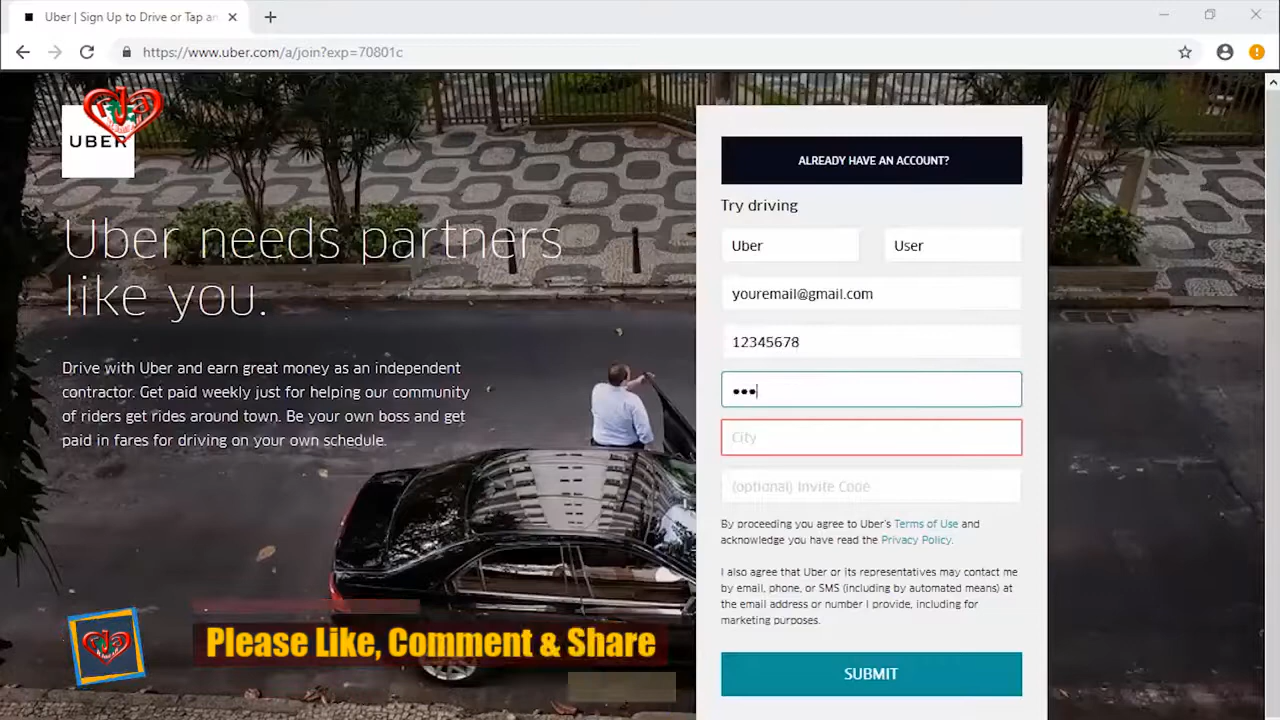 Uber | Sign Up to Drive or Tap an
https://www.uber.com/a/join?exp=70801c
UBER
Uber needs partners
like you.
Drive with Uber and earn great money as an independent
contractor. Get paid weekly just for helping our community
of riders get rides around town. Be your own boss and get
paid in fares for driving on your own schedule.
ALREADY HAVE AN ACCOUNT?
Try driving
Uber
User
youremail@gmail.com
12345678
•••
City
(optional) Invite Code
By proceeding you agree to Uber's Terms of Use and
acknowledge you have read the Privacy Policy.
I also agree that Uber or its representatives may contact me
by email, phone, or SMS (including by automated means) at
the email address or number I provide, including for
marketing purposes.
SUBMIT
Please Like, Comment & Share